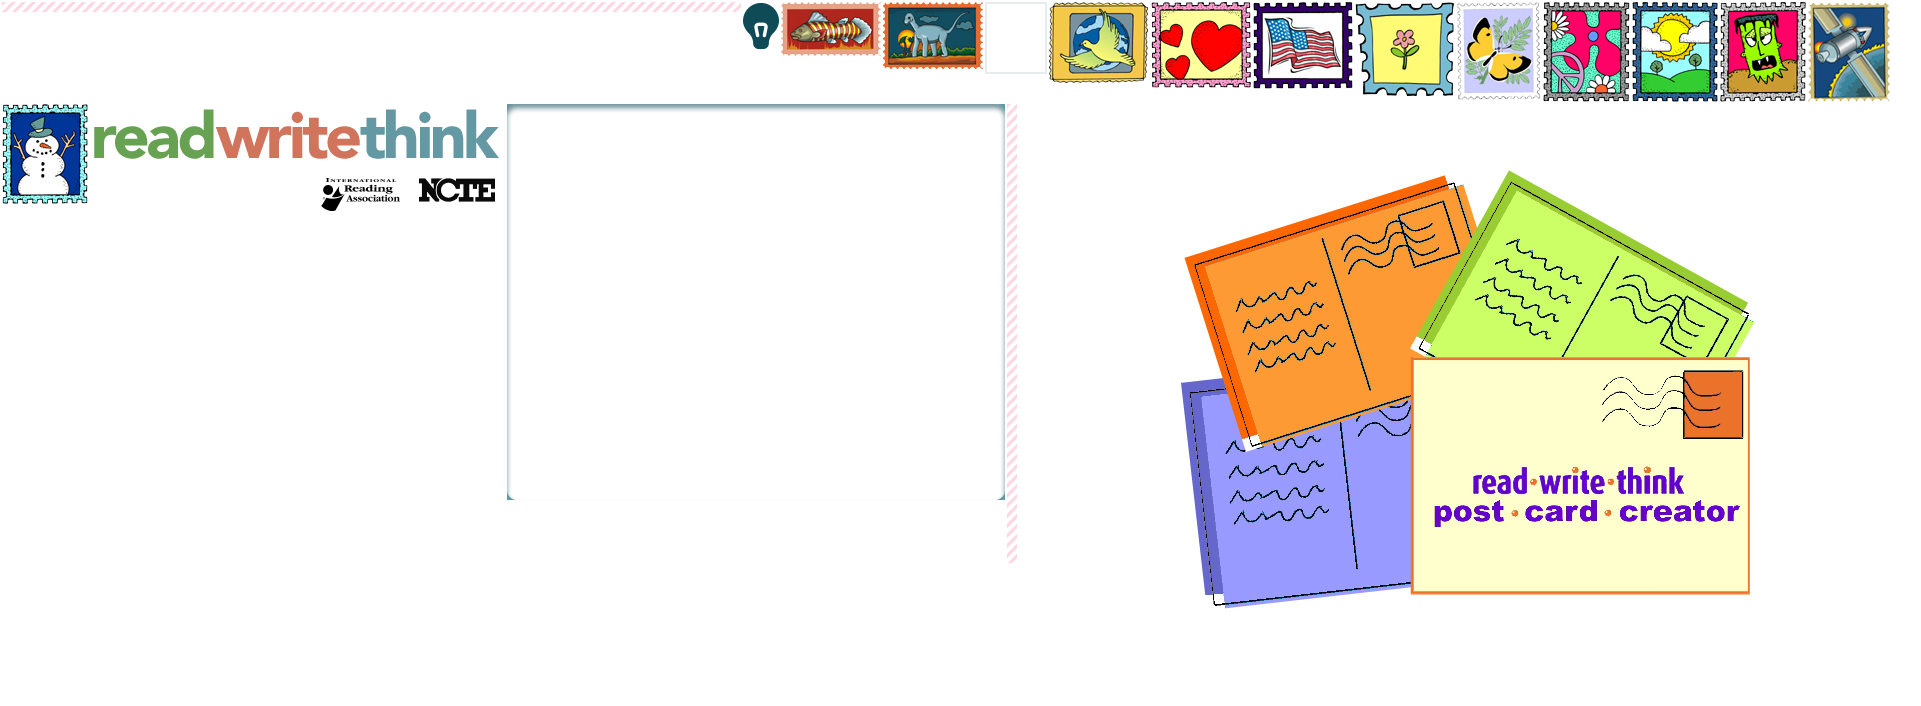 readwritethink
INTERNATIONAL
Reading
Association
NCTE
read·write·think
post·card·creator